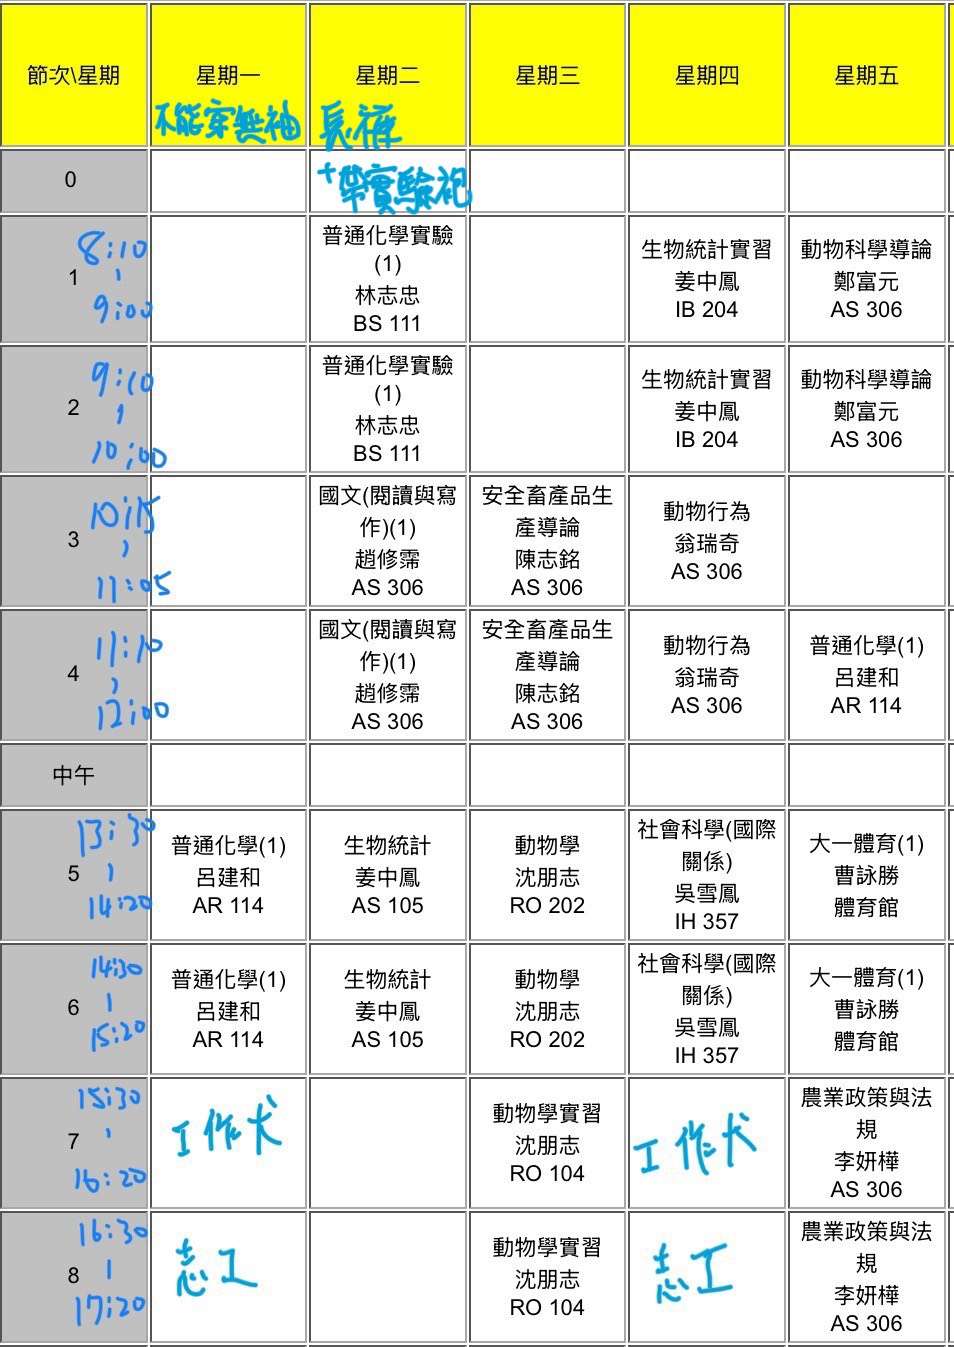 節次\星期
星期一
星期二
星期三
星期四
星期五
不能穿無袖
長褲
+帶實驗袍
0
1
8:10
9:00
普通化學實驗
(1)
林志忠
BS 111
生物統計實習
姜中鳳
IB 204
動物科學導論
鄭富元
AS 306
2
9:10
10:00
普通化學實驗
(1)
林志忠
BS 111
生物統計實習
姜中鳳
IB 204
動物科學導論
鄭富元
AS 306
3
10:15
11:05
國文(閱讀與寫
作)(1)
趙修霈
AS 306
安全畜產品生
產導論
陳志銘
AS 306
動物行為
翁瑞奇
AS 306
4
11:10
12:00
國文(閱讀與寫
作)(1)
趙修霈
AS 306
安全畜產品生
產導論
陳志銘
AS 306
動物行為
翁瑞奇
AS 306
普通化學(1)
呂建和
AR 114
中午
5
13:30
14:20
普通化學(1)
呂建和
AR 114
生物統計
姜中鳳
AS 105
動物學
沈朋志
RO 202
社會科學(國際
關係)
吳雪鳳
IH 357
大一體育(1)
曹詠勝
體育館
6
14:30
15:20
普通化學(1)
呂建和
AR 114
生物統計
姜中鳳
AS 105
動物學
沈朋志
RO 202
社會科學(國際
關係)
吳雪鳳
IH 357
大一體育(1)
曹詠勝
體育館
7
15:30
16:20
工作犬
動物學實習
沈朋志
RO 104
工作犬
農業政策與法
規
李妍樺
AS 306
8
16:30
17:20
志工
動物學實習
沈朋志
RO 104
志工
農業政策與法
規
李妍樺
AS 306